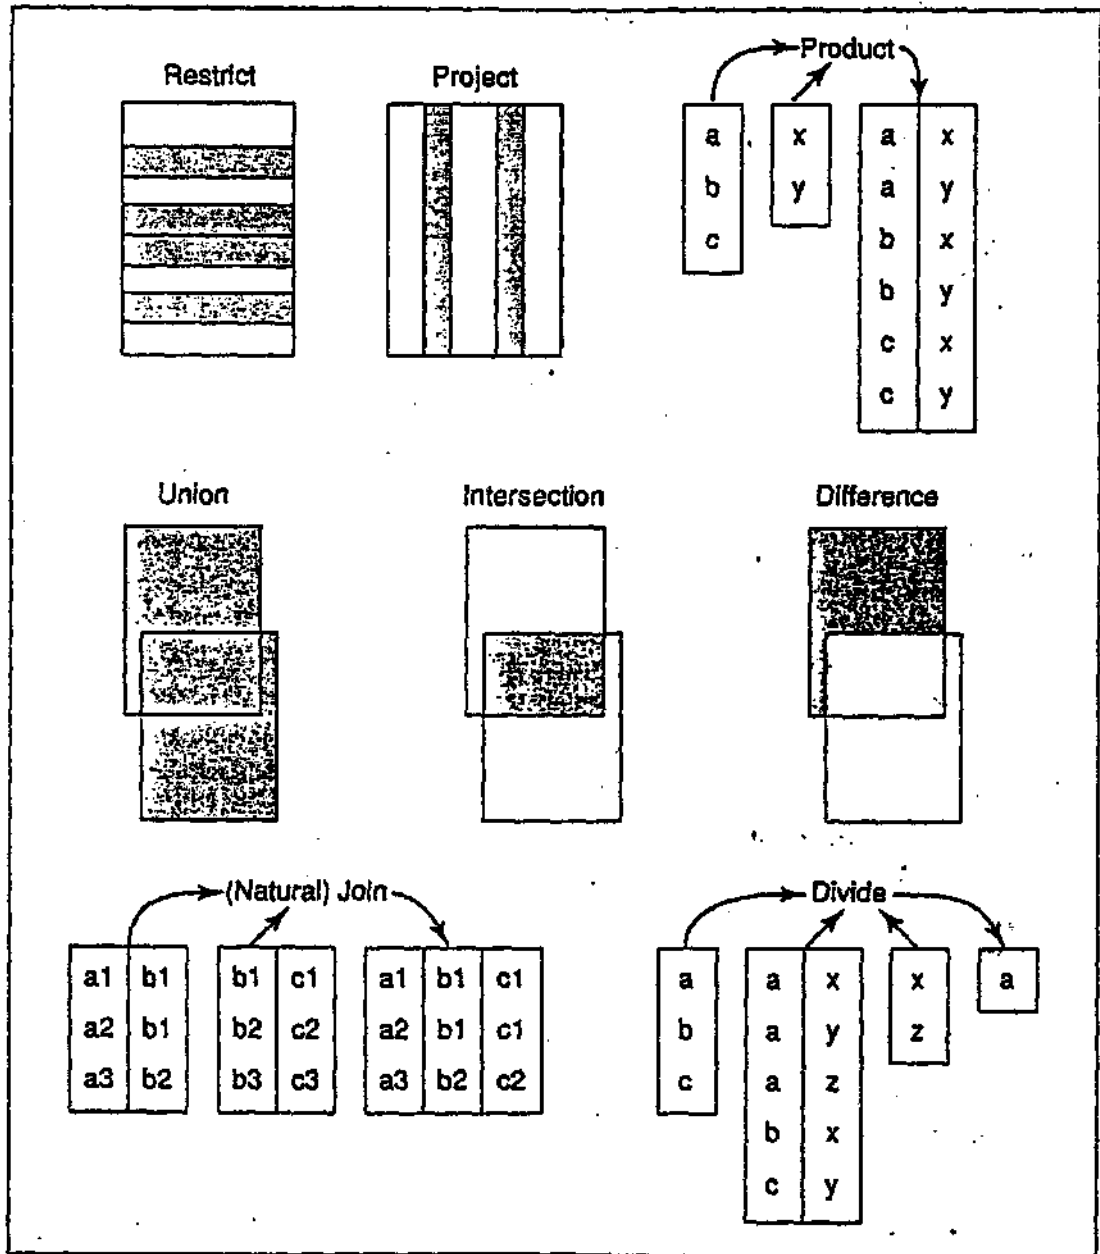 Restrict
Project
Product
a
b
c
x
y
a x
a y
b x
b y
c x
c y
Union
Intersection
Difference
(Natural) Join
a1 b1
a2 b1
a3 b2
b1 c1
b2 c2
b3 c3
a1 b1 c1
a2 b1 c1
a3 b2 c2
Divide
a
b
c
a x
a y
a z
b x
c y
x
z
a